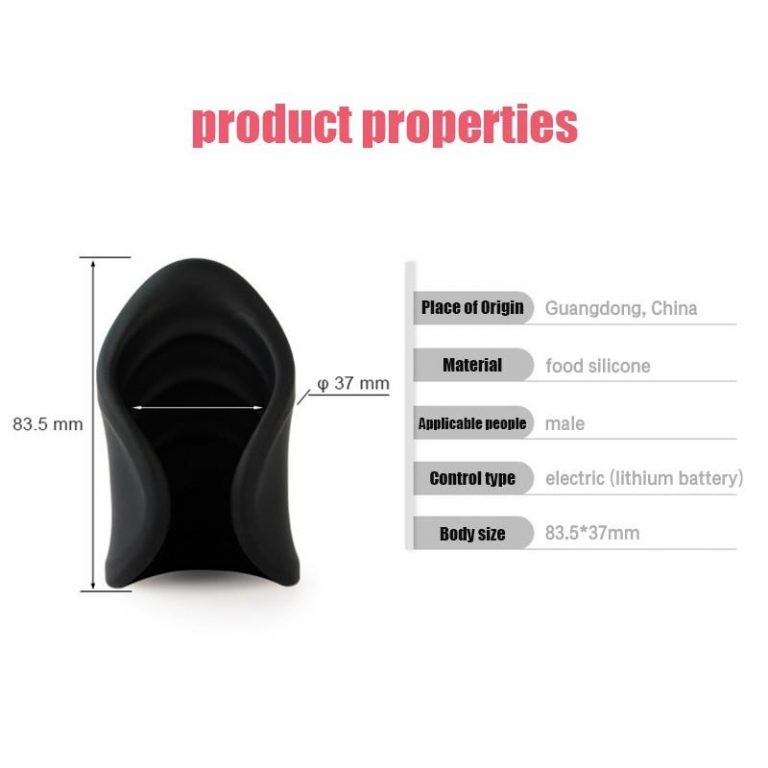 product properties
83.5 mm
φ 37 mm
Place of Origin Guangdong, China
Material food silicone
Applicable people male
Control type electric (lithium battery)
Body size 83.5*37mm